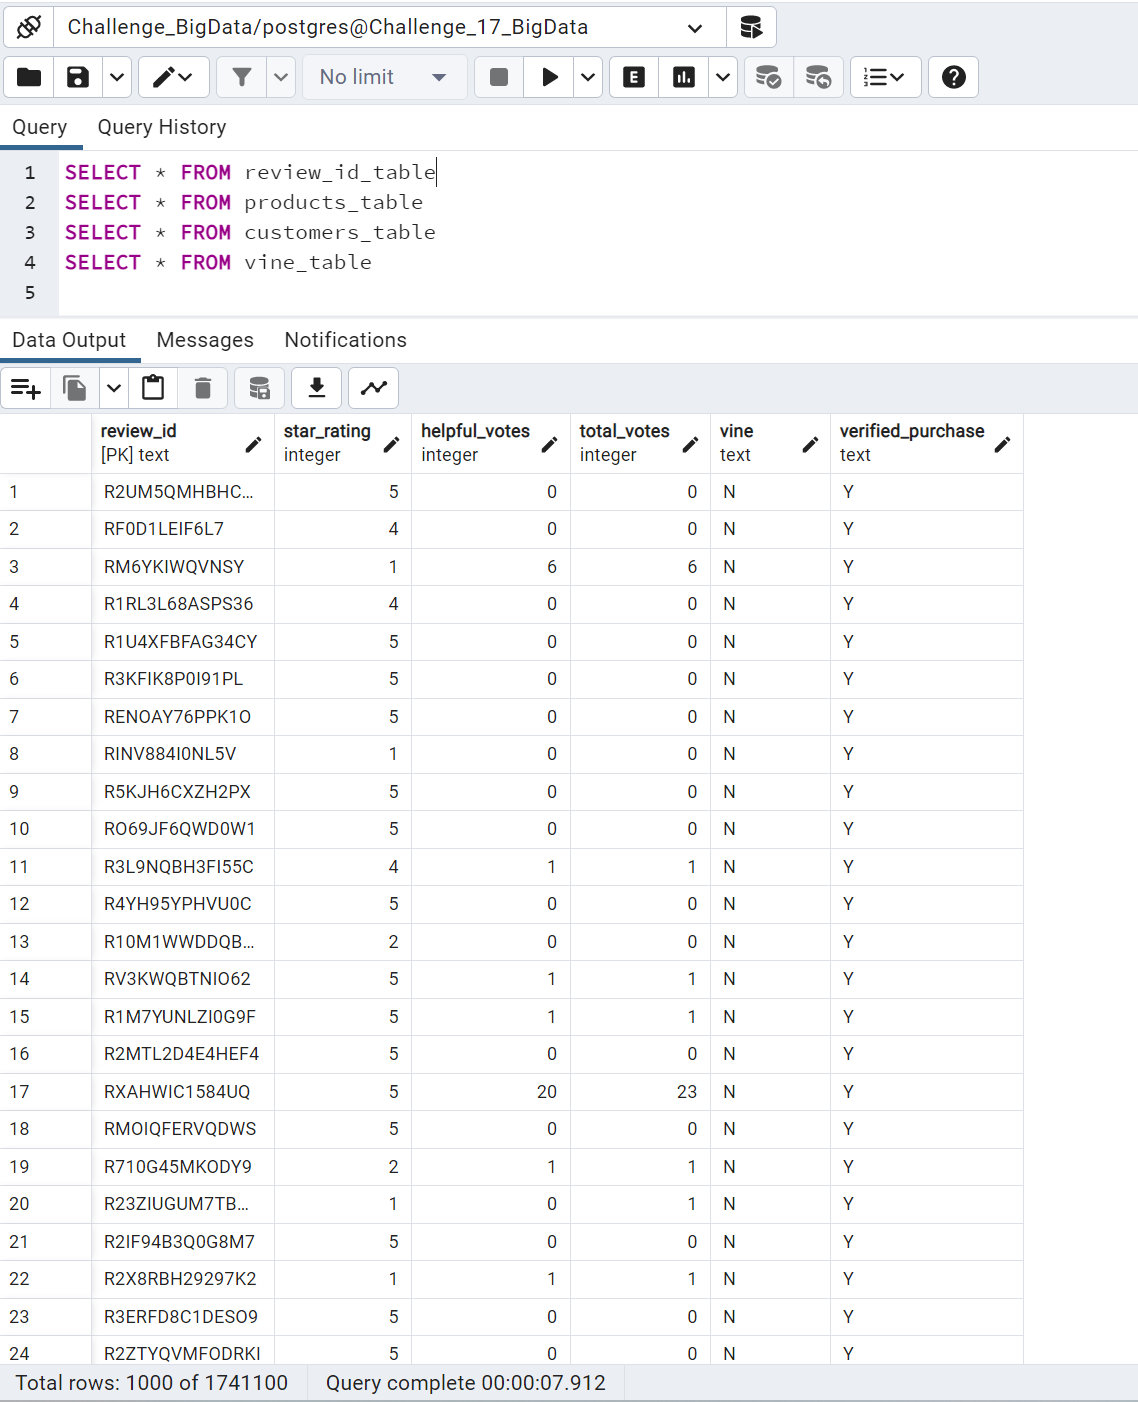 Challenge_BigData/postgres@Challenge_17_BigData
No limit
E
Query Query History
1 SELECT * FROM review_id_table
2 SELECT * FROM products_table
3 SELECT * FROM customers_table
4 SELECT * FROM vine_table
5
Data Output Messages Notifications
review_id star_rating helpful_votes total_votes vine verified_purchase
[PK] text integer integer integer text text
1 R2UM5QMHBHC... 5 0 0 N Y
2 RF0D1LEIF6L7 4 0 0 N Y
3 RM6YKIWQVNSY 1 6 6 N Y
4 R1RL3L68ASPS36 4 0 0 N Y
5 R1U4XFBFAG34CY 5 0 0 N Y
6 R3KFIK8P0I91PL 5 0 0 N Y
7 RENOAY76PPK1O 5 0 0 N Y
8 RINV884I0NL5V 1 0 0 N Y
9 R5KJH6CXZH2PX 5 0 0 N Y
10 RO69JF6QWD0W1 5 0 0 N Y
11 R3L9NQBH3FI55C 4 1 1 N Y
12 R4YH95YPHVU0C 5 0 0 N Y
13 R10M1WWDDQB... 2 0 0 N Y
14 RV3KWQBTNIO62 5 1 1 N Y
15 R1M7YUNLZI0G9F 5 1 1 N Y
16 R2MTL2D4E4HEF4 5 0 0 N Y
17 RXAHWIC1584UQ 5 20 23 N Y
18 RMOIQFERVQDWS 5 0 0 N Y
19 R710G45MKODY9 2 1 1 N Y
20 R23ZIUGUM7TB... 1 0 1 N Y
21 R2IF94B3Q0G8M7 5 0 0 N Y
22 R2X8RBH29297K2 1 1 1 N Y
23 R3ERFD8C1DESO9 5 0 0 N Y
24 R2ZTYQVMFODRKI 5 0 0 N Y
Total rows: 1000 of 1741100 Query complete 00:00:07.912